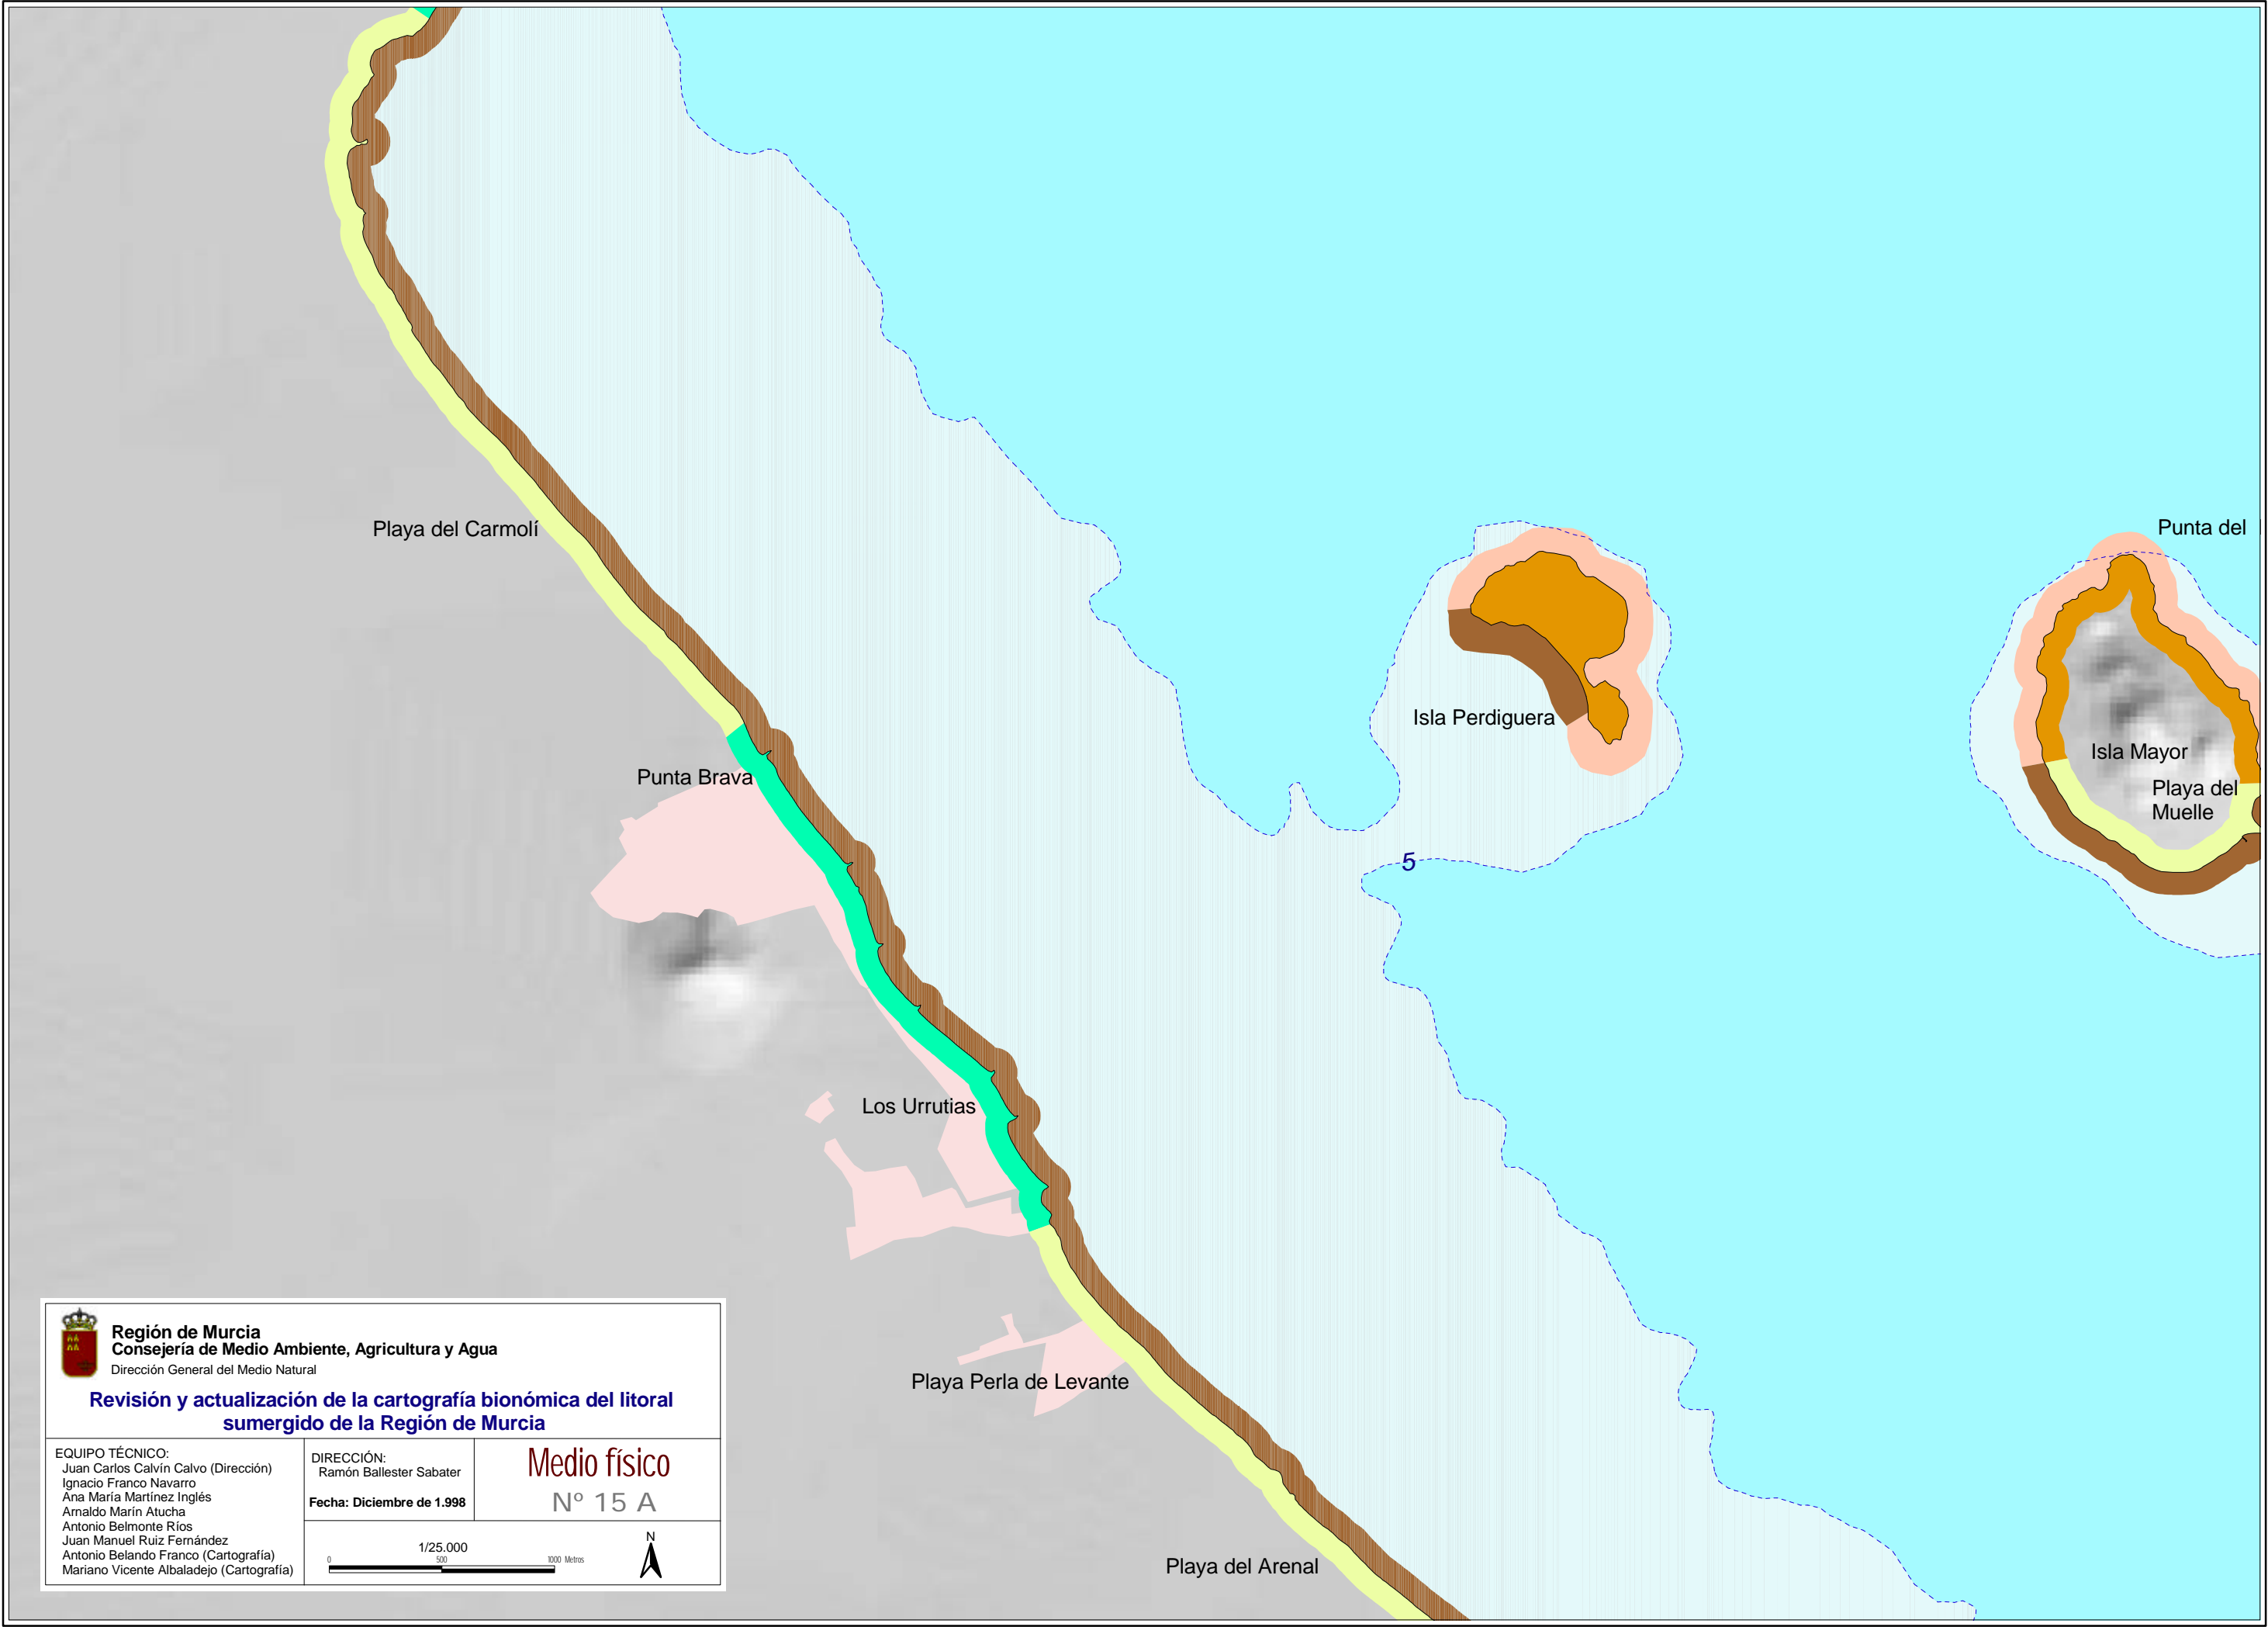 Playa del Carmolí
Punta del
Isla Perdiguera
Isla Mayor
Playa del
Muelle
Punta Brava
5
Los Urrutias
Playa Perla de Levante
Playa del Arenal
Región de Murcia
Consejería de Medio Ambiente, Agricultura y Agua
Dirección General del Medio Natural
Revisión y actualización de la cartografía bionómica del litoral
sumergido de la Región de Murcia
EQUIPO TÉCNICO:
Juan Carlos Calvín Calvo (Dirección)
Ignacio Franco Navarro
Ana María Martínez Inglés
Arnaldo Marín Atucha
Antonio Belmonte Ríos
Juan Manuel Ruiz Fernández
Antonio Belando Franco (Cartografía)
Mariano Vicente Albaladejo (Cartografía)
DIRECCIÓN:
Ramón Ballester Sabater
Fecha: Diciembre de 1.998
Medio físico
Nº 15 A
1/25.000
0 500 1000 Metros
N